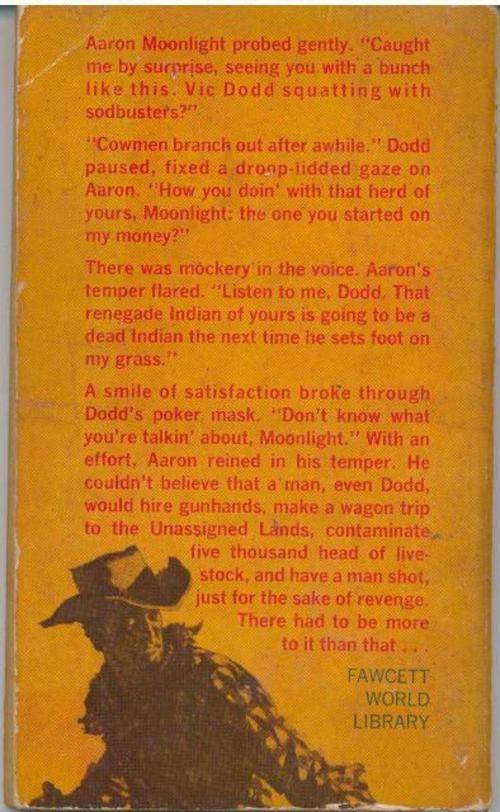 Aaron Moonlight probed gently. "Caught
me by surprise, seeing you with a bunch
like this. Vic Dodd squatting with
sodbusters?"
"Cowmen branch out after awhile." Dodd
paused, fixed a droop-lidded gaze on
Aaron. "How you doin' with that herd of
yours, Moonlight: the one you started on
my money?"
There was mockery in the voice. Aaron's
temper flared. "Listen to me, Dodd. That
renegade Indian of yours is going to be a
dead Indian the next time he sets foot on
my grass."
A smile of satisfaction broke through
Dodd's poker mask. "Don't know what
you're talkin' about, Moonlight." With an
effort, Aaron reined in his temper. He
couldn't believe that a man, even Dodd,
would hire gunhands, make a wagon trip
to the Unassigned Lands, contaminate
five thousand head of live-
stock, and have a man shot,
just for the sake of revenge.
There had to be more
to it than that . . .
FAWCETT
WORLD
LIBRARY